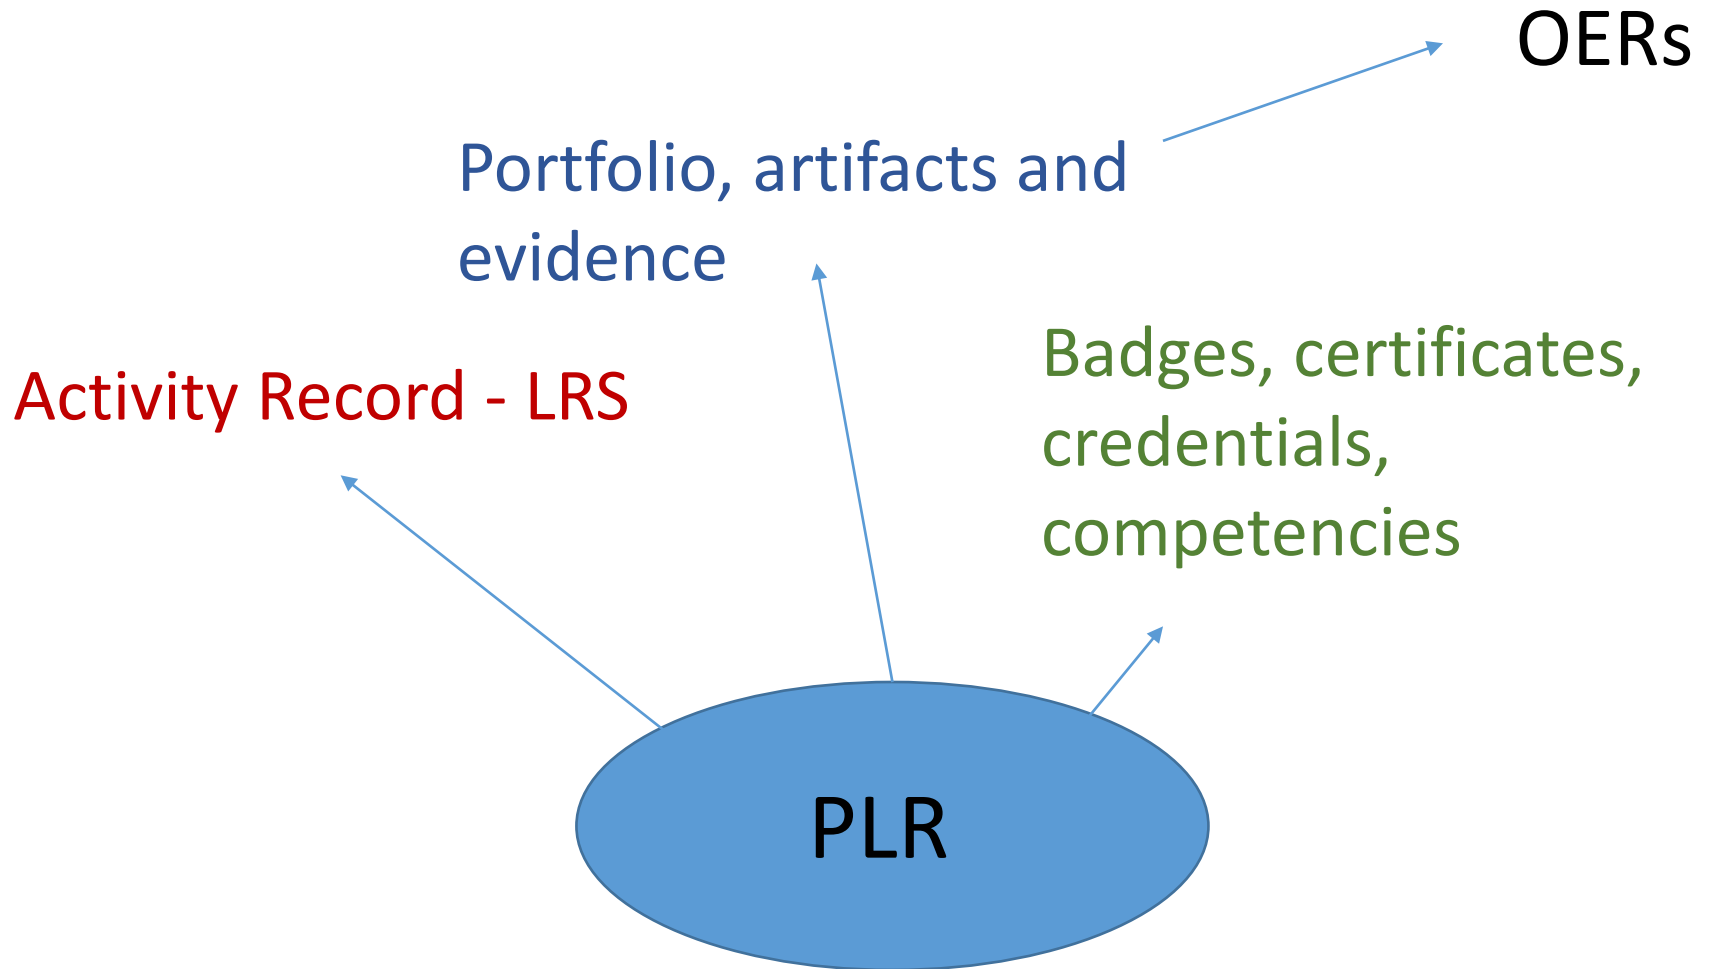 OERs
Portfolio, artifacts and
evidence
Activity Record - LRS
Badges, certificates,
credentials,
competencies
PLR